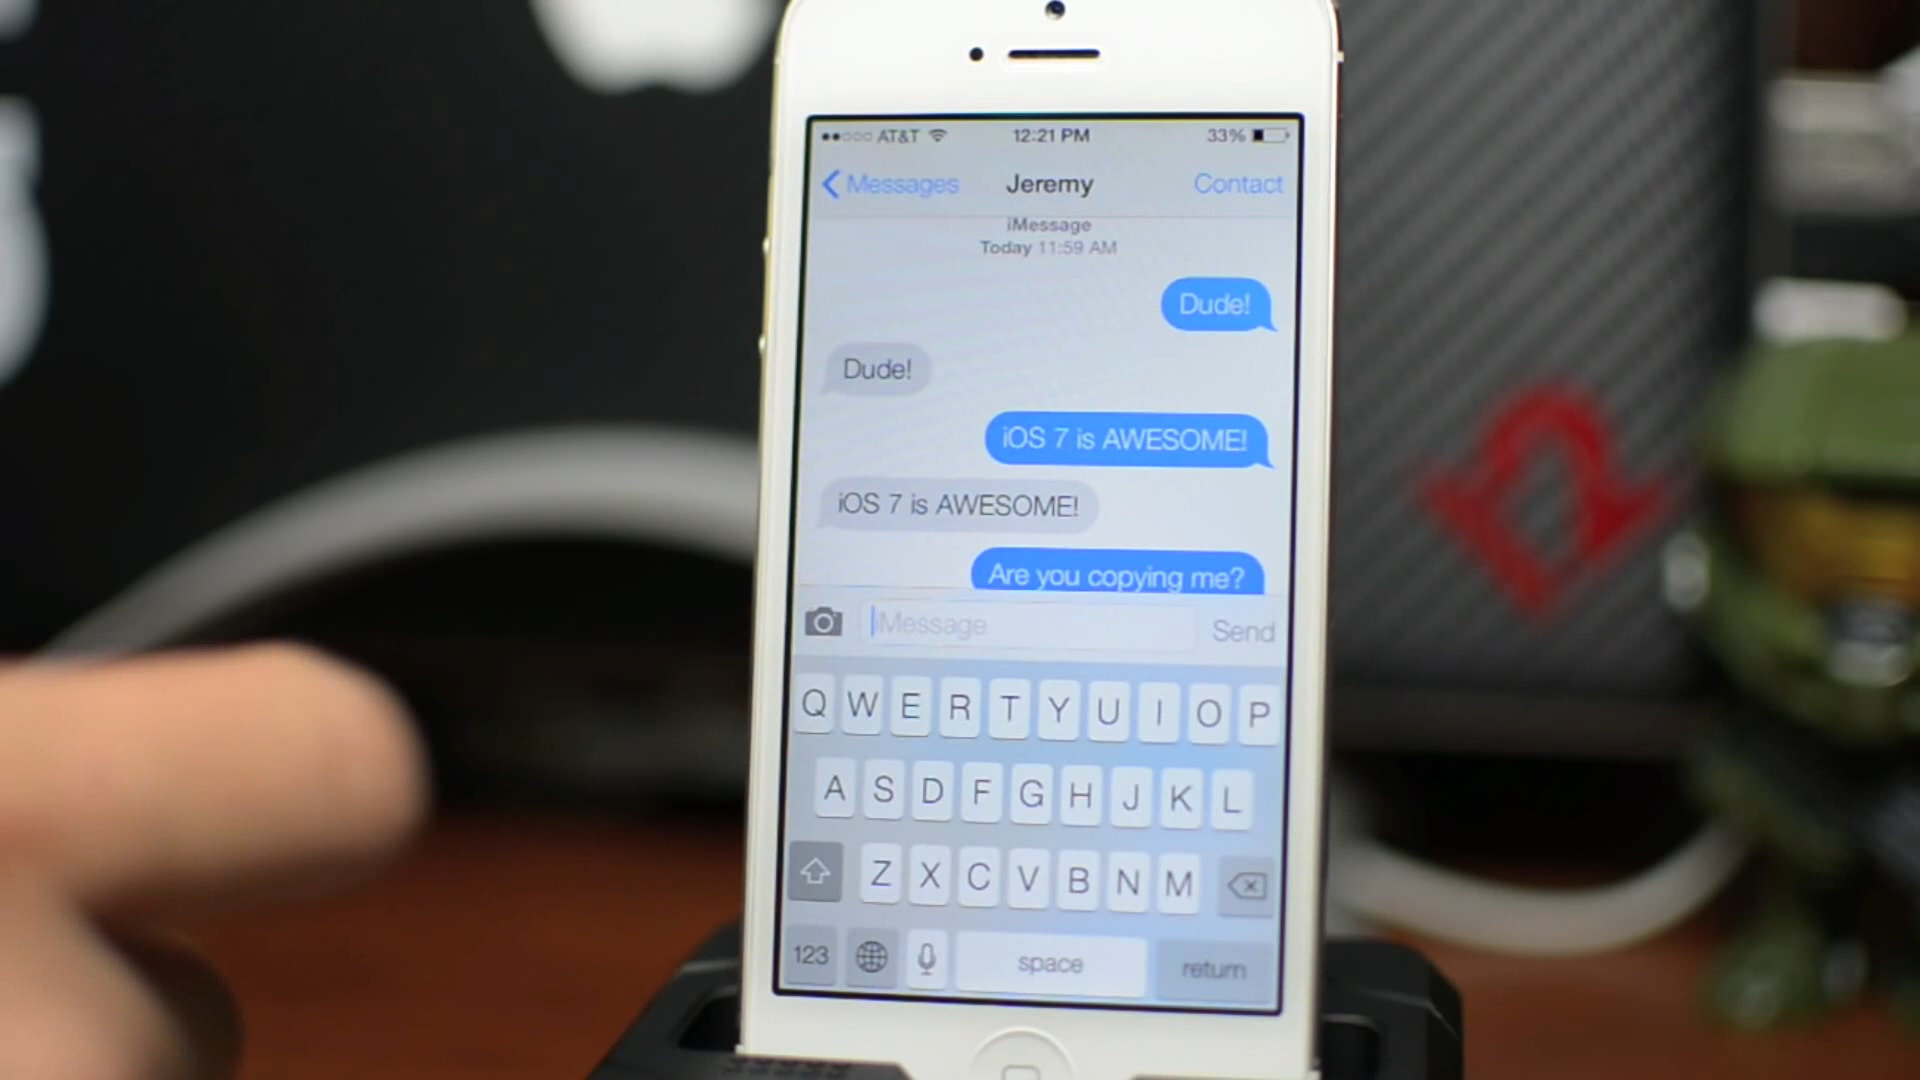 AT&T 12:21 PM 33%
Messages Jeremy Contact
iMessage
Today 11:59 AM
Dude!
Dude!
iOS 7 is AWESOME!
iOS 7 is AWESOME!
Are you copying me?
iMessage Send
Q W E R T Y U I O P
A S D F G H J K L
Z X C V B N M
123 space return